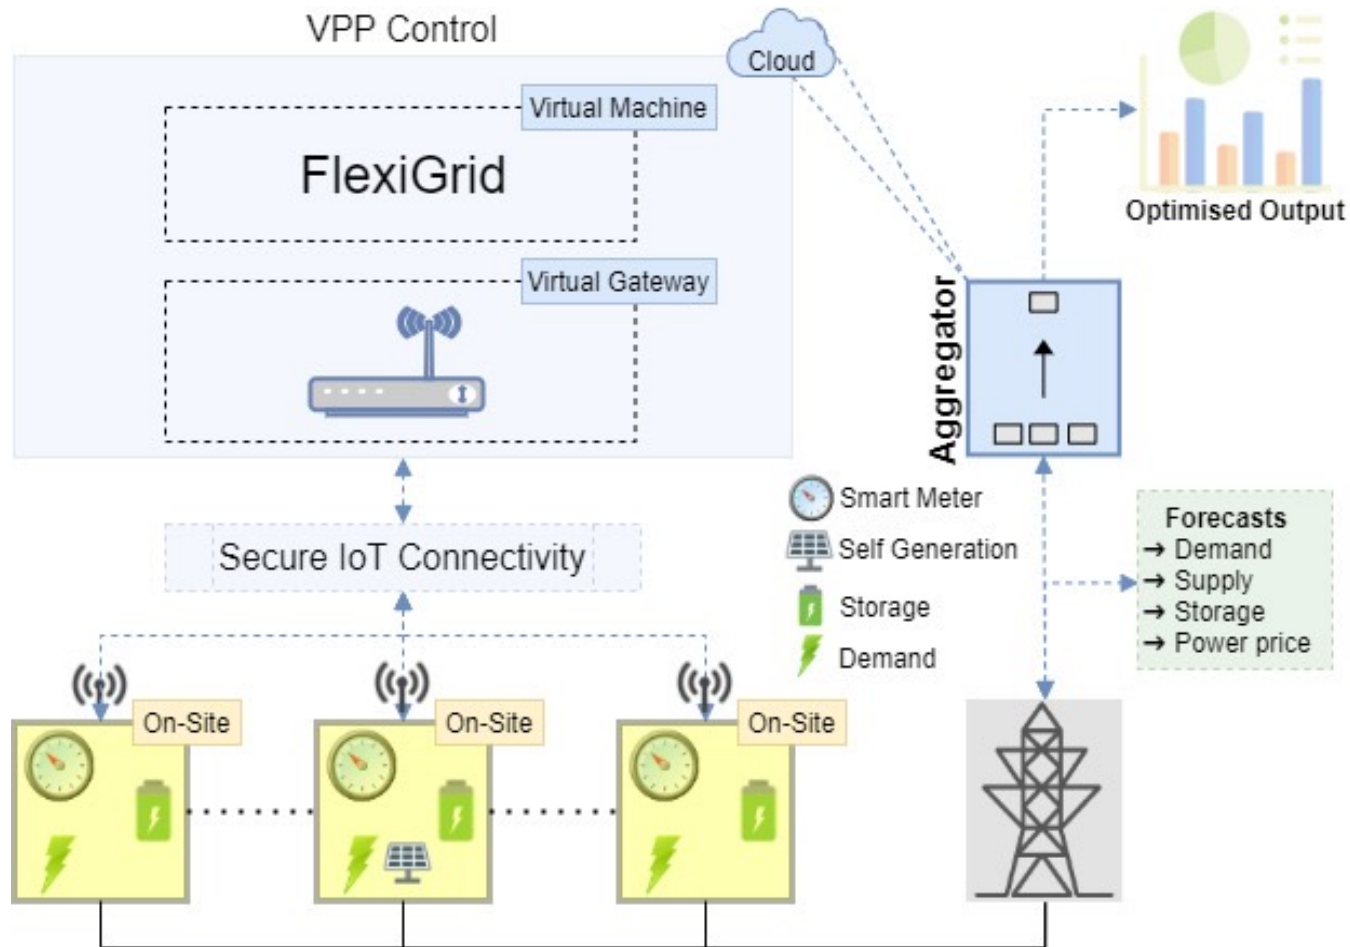 VPP Control
Cloud
Virtual Machine
FlexiGrid
Virtual Gateway
Optimised Output
Aggregator
Secure IoT Connectivity
Smart Meter
Self Generation
Storage
Demand
Forecasts
→ Demand
→ Supply
→ Storage
→ Power price
On-Site
On-Site
On-Site